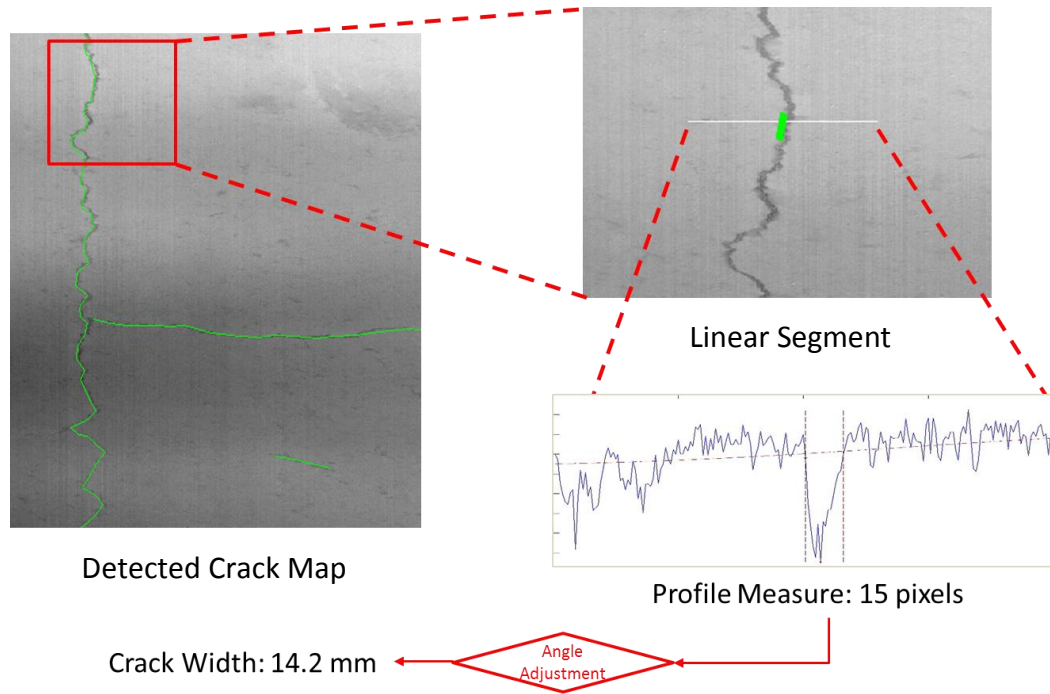 Linear Segment
Detected Crack Map
Profile Measure: 15 pixels
Crack Width: 14.2 mm
Angle
Adjustment